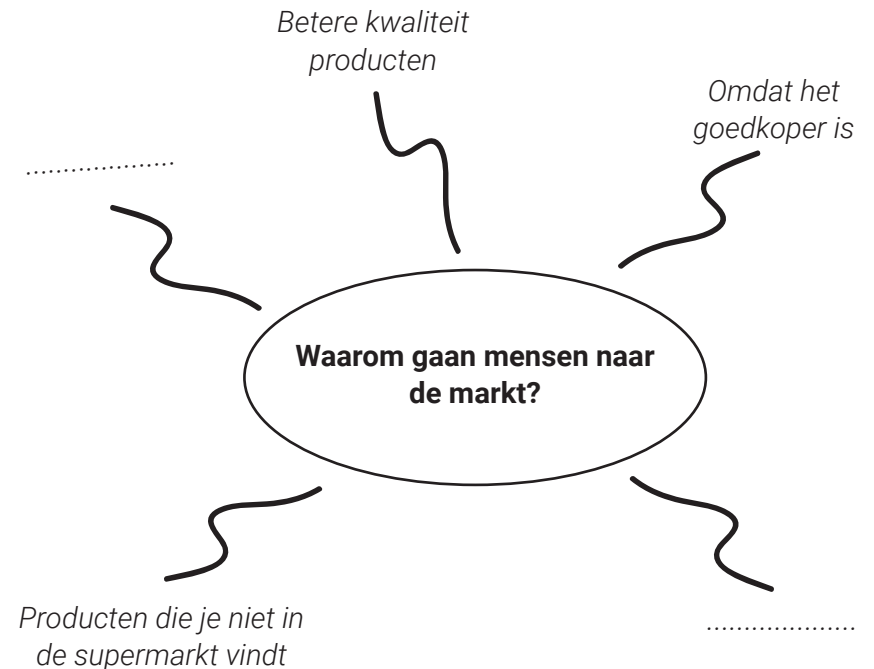 Betere kwaliteit
producten
Omdat het
goedkoper is
....................
Waarom gaan mensen naar
de markt?
Producten die je niet in
de supermarkt vindt
....................